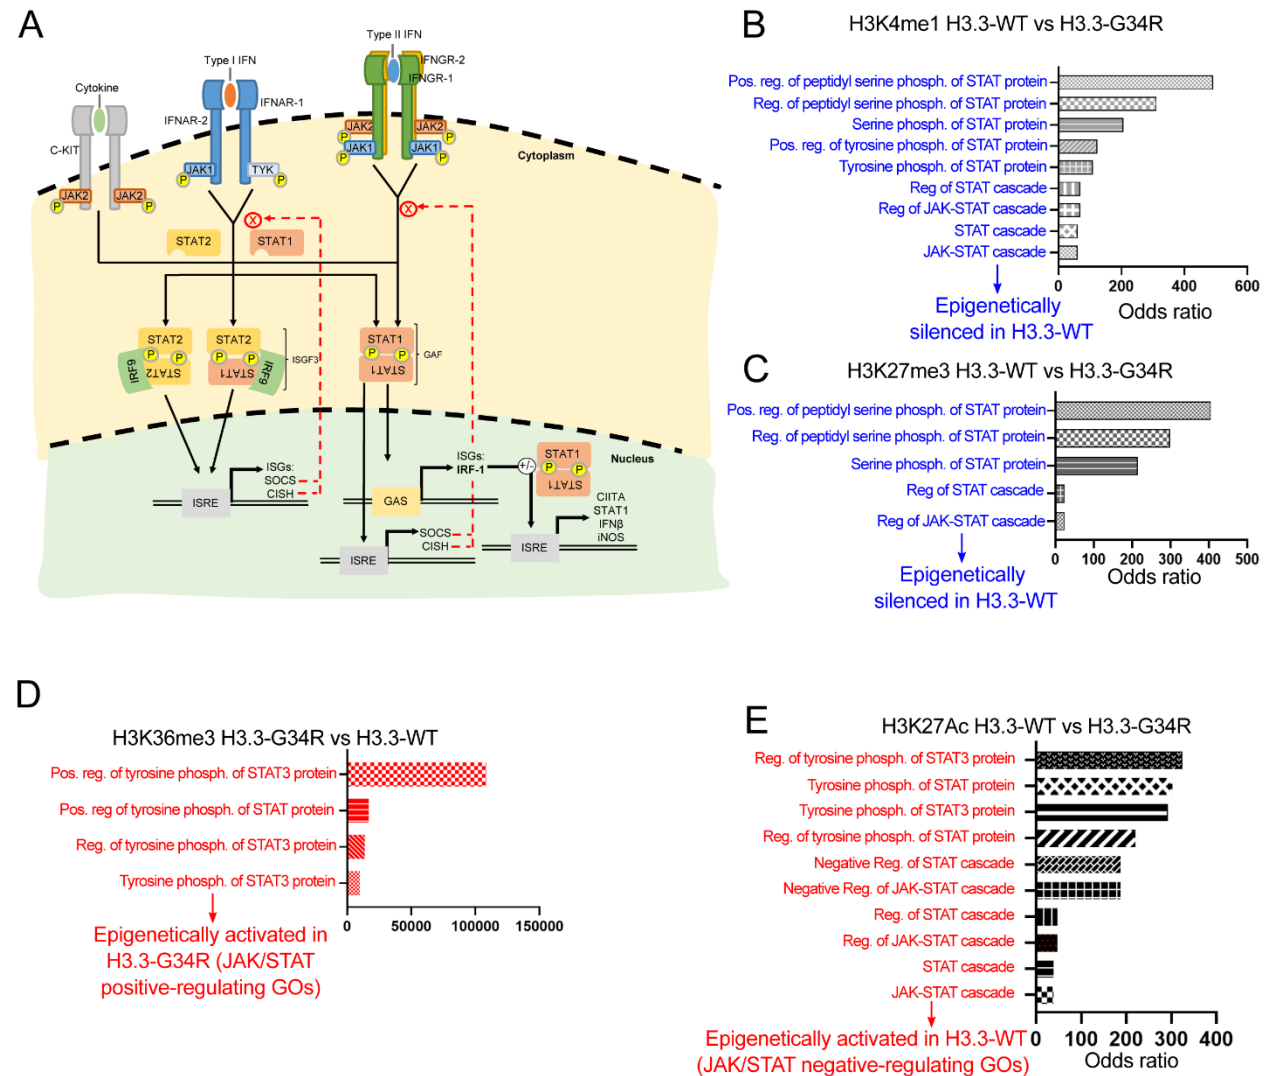 A
Type II IFN
IFNGR-2
IFNGR-1
Type I IFN
IFNAR-1
IFNAR-2
Cytokine
C-KIT
JAK2
JAK2
JAK1
TYK
JAK2
JAK2
JAK1
JAK1
P
P
P
P
P
P
P
P
Cytoplasm
X
X
STAT2
STAT1
STAT2
P
P
STAT2
IRF9
STAT2
P
P
STAT1
IRF9
ISGF3
STAT1
P
P
STAT1
GAF
Nucleus
ISGs:
SOCS
CISH
ISRE
ISGs:
IRF-1
GAS
+/-
STAT1
P
P
STAT1
SOCS
CISH
ISRE
CIITA
STAT1
IFNβ
iNOS
ISRE
B
H3K4me1 H3.3-WT vs H3.3-G34R
Pos. reg. of peptidyl serine phosph. of STAT protein
Reg. of peptidyl serine phosph. of STAT protein
Serine phosph. of STAT protein
Pos. reg. of tyrosine phosph. of STAT protein
Tyrosine phosph. of STAT protein
Reg of STAT cascade
Reg of JAK-STAT cascade
STAT cascade
JAK-STAT cascade
0 200 400 600
Odds ratio
Epigenetically
silenced in H3.3-WT
C
H3K27me3 H3.3-WT vs H3.3-G34R
Pos. reg. of peptidyl serine phosph. of STAT protein
Reg. of peptidyl serine phosph. of STAT protein
Serine phosph. of STAT protein
Reg of STAT cascade
Reg of JAK-STAT cascade
0 100 200 300 400 500
Odds ratio
Epigenetically
silenced in H3.3-WT
D
H3K36me3 H3.3-G34R vs H3.3-WT
Pos. reg. of tyrosine phosph. of STAT3 protein
Pos. reg of tyrosine phosph. of STAT protein
Reg. of tyrosine phosph. of STAT3 protein
Tyrosine phosph. of STAT3 protein
0 50000 100000 150000
Epigenetically activated in
H3.3-G34R (JAK/STAT
positive-regulating GOs)
E
H3K27Ac H3.3-WT vs H3.3-G34R
Reg. of tyrosine phosph. of STAT3 protein
Tyrosine phosph. of STAT protein
Tyrosine phosph. of STAT3 protein
Reg. of tyrosine phosph. of STAT protein
Negative Reg. of STAT cascade
Negative Reg. of JAK-STAT cascade
Reg. of STAT cascade
Reg. of JAK-STAT cascade
STAT cascade
JAK-STAT cascade
0 100 200 300 400
Odds ratio
Epigenetically activated in H3.3-WT
(JAK/STAT negative-regulating GOs)